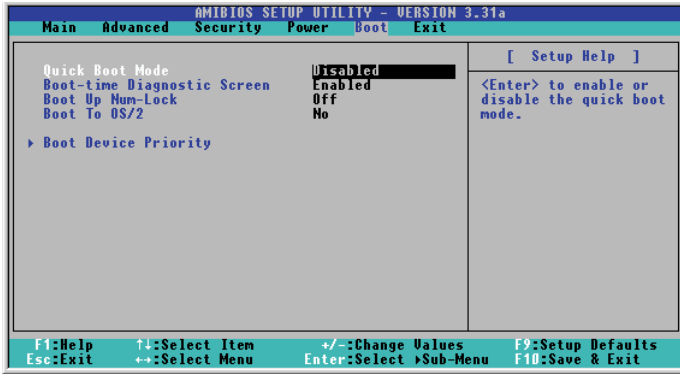 AMIBIOS SETUP UTILITY - VERSION 3.31a
Main Advanced Security Power Boot Exit
[ Setup Help ]
Quick Boot Mode Disabled
Boot-time Diagnostic Screen Enabled
Boot Up Num-Lock Off
Boot To OS/2 No
▸ Boot Device Priority
<Enter> to enable or
disable the quick boot
mode.
F1:Help ↑↓:Select Item +/-:Change Values F9:Setup Defaults
Esc:Exit ↔:Select Menu Enter:Select ▸Sub-Menu F10:Save & Exit